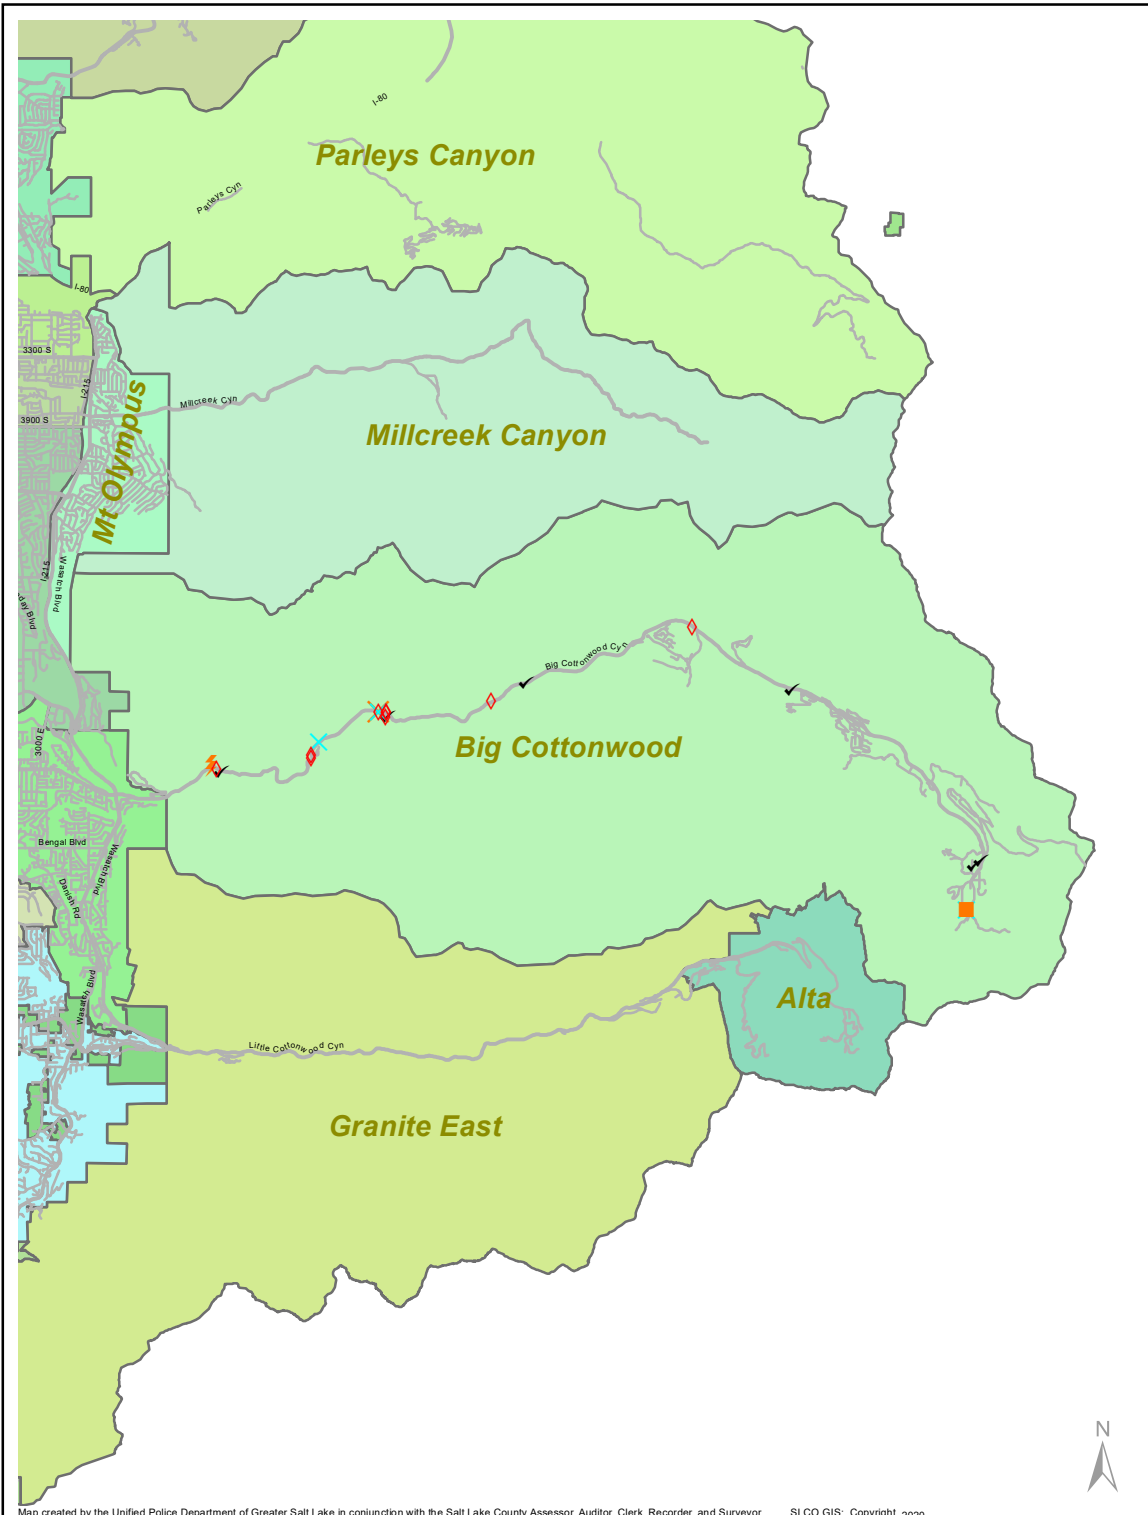 I-80
Parleys Canyon
Parleys Cyn
I-80
3300 S
I-215
Mt Olympus
Millcreek Cyn
3900 S
Millcreek Canyon
I-215
Wasatch Blvd
day Blvd
Big Cottonwood Cyn
3000 E
Big Cottonwood
Bengal Blvd
Wasatch Blvd
Danish Rd
Wasatch Blvd
Alta
Little Cottonwood Cyn
Granite East
N
Map created by the Unified Police Department of Greater Salt Lake in conjunction with the Salt Lake County Assessor, Auditor, Clerk, Recorder, and Surveyor. SLCO GIS: Copyright 2020